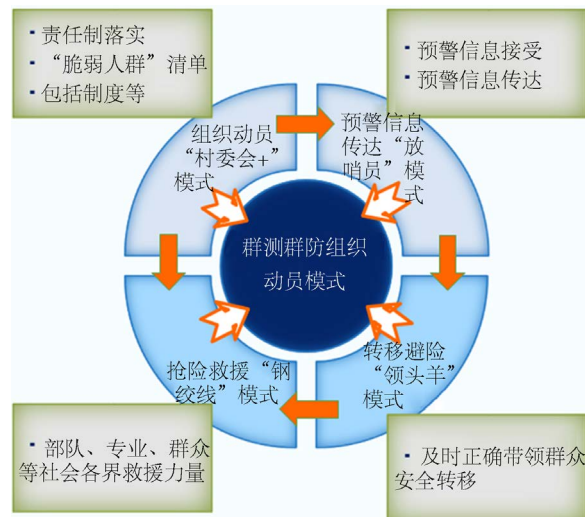 · 责任制落实
· “脆弱人群”清单
· 包括制度等
· 预警信息接受
· 预警信息传达
组织动员
“村委会+”
模式
预警信息
传达“放
哨员”模
式
群测群防组织
动员模式
抢险救援“钢
绞线”模式
转移避险
“领头羊”
模式
· 部队、专业、群众
等社会各界救援力量
· 及时正确带领群众
安全转移